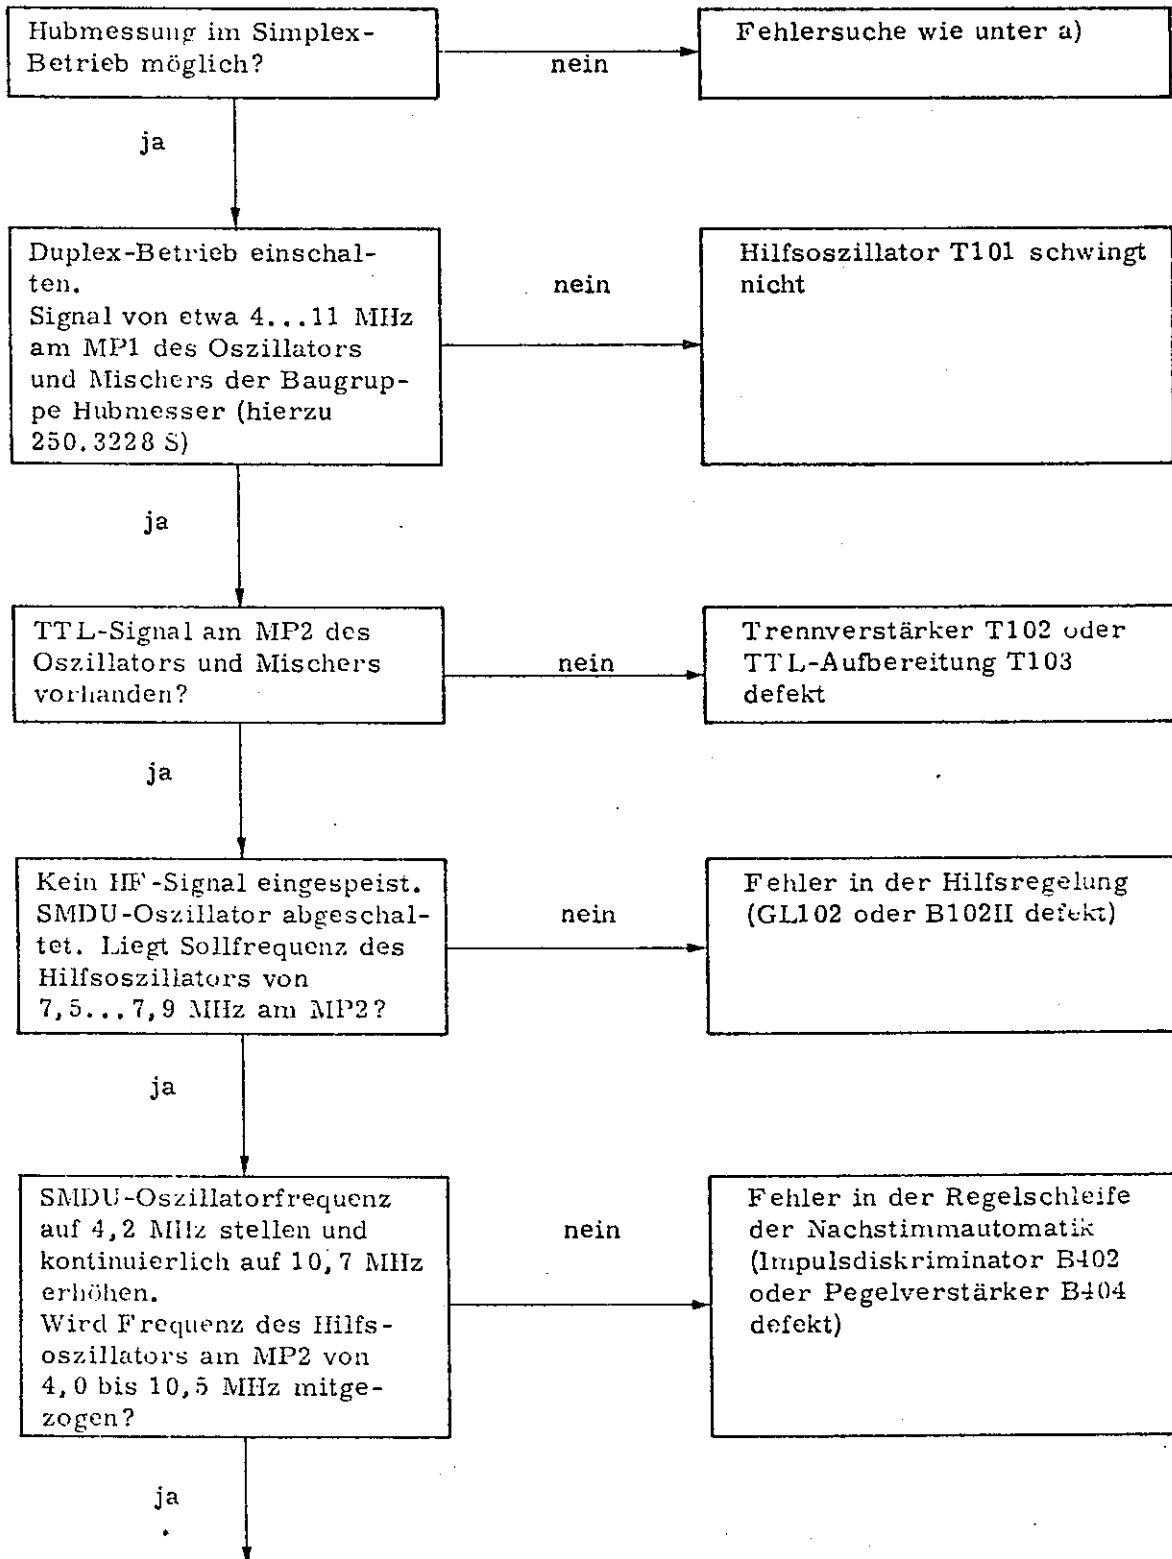 Hubmessung im Simplex-
Betrieb möglich?
nein
Fehlersuche wie unter a)
ja
Duplex-Betrieb einschal-
ten.
Signal von etwa 4...11 MHz
am MP1 des Oszillators
und Mischers der Baugrup-
pe Hubmesser (hierzu
250.3228 S)
nein
Hilfsoszillator T101 schwingt
nicht
ja
TTL-Signal am MP2 des
Oszillators und Mischers
vorhanden?
nein
Trennverstärker T102 oder
TTL-Aufbereitung T103
defekt
ja
Kein HF-Signal eingespeist.
SMDU-Oszillator abgeschal-
tet. Liegt Sollfrequenz des
Hilfsoszillators von
7,5...7,9 MHz am MP2?
nein
Fehler in der Hilfsregelung
(GL102 oder B102II defekt)
ja
SMDU-Oszillatorfrequenz
auf 4,2 MHz stellen und
kontinuierlich auf 10,7 MHz
erhöhen.
Wird Frequenz des Hilfs-
oszillators am MP2 von
4,0 bis 10,5 MHz mitge-
zogen?
nein
Fehler in der Regelschleife
der Nachstimmautomatik
(Impulsdiskriminator B402
oder Pegelverstärker B404
defekt)
ja